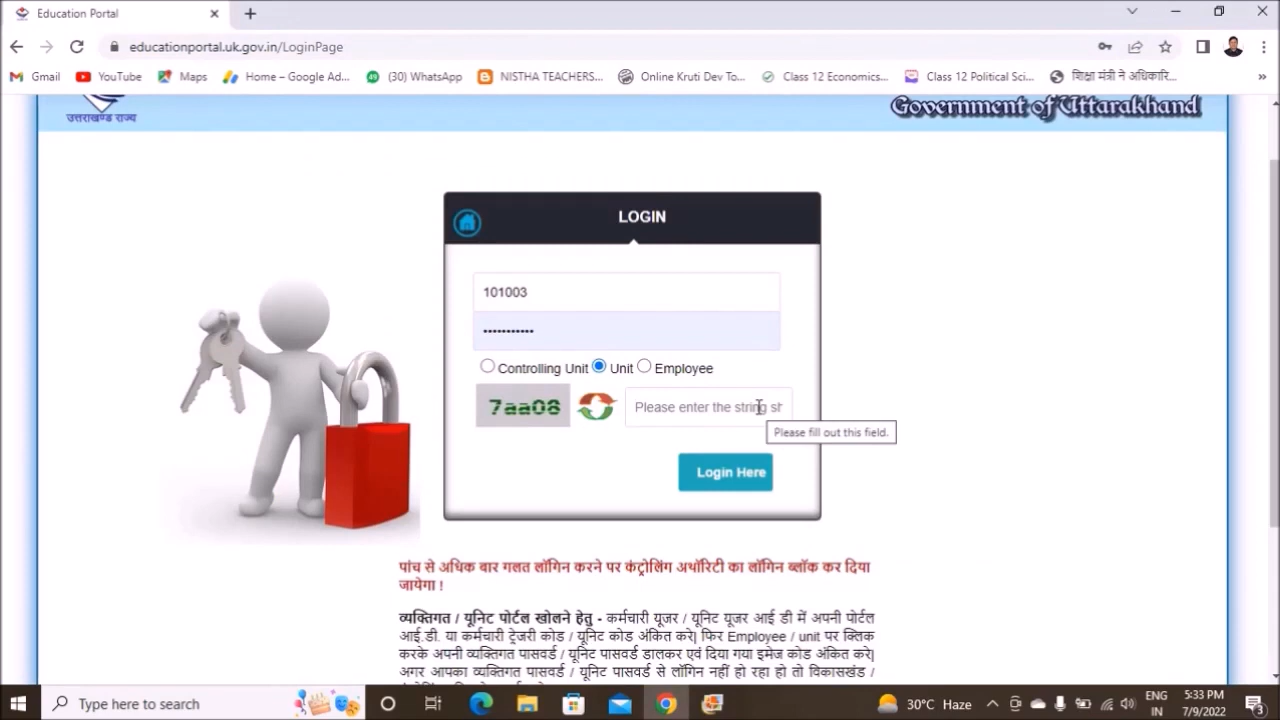 Education Portal
educationportal.uk.gov.in/LoginPage
Gmail YouTube Maps Home – Google Ad... (30) WhatsApp NISTHA TEACHERS... Online Kruti Dev To... Class 12 Economics... Class 12 Political Sci... शिक्षा मंत्री ने अधिकारि... »
उत्तराखण्ड राज्य
Government of Uttarakhand
LOGIN
101003
•••••••••••
Controlling Unit Unit Employee
7aa08 Please enter the string sh
Please fill out this field.
Login Here
पांच से अधिक बार गलत लॉगिन करने पर कंट्रोलिंग अथॉरिटी का लॉगिन ब्लॉक कर दिया
जायेगा !
व्यक्तिगत / यूनिट पोर्टल खोलने हेतु - कर्मचारी यूजर / यूनिट यूजर आई डी में अपनी पोर्टल
आई.डी. या कर्मचारी ट्रेजरी कोड / यूनिट कोड अंकित करे| फिर Employee / unit पर क्लिक
करके अपनी व्यक्तिगत पासवर्ड / यूनिट पासवर्ड डालकर एवं दिया गया इमेज कोड अंकित करे|
अगर आपका व्यक्तिगत पासवर्ड / यूनिट पासवर्ड से लॉगिन नहीं हो रहा हो तो विकासखंड /
Type here to search
30°C Haze
ENG
IN
5:33 PM
7/9/2022
3